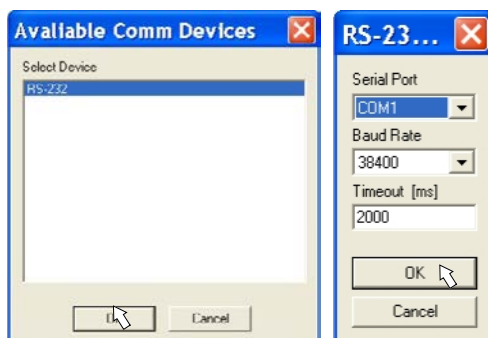 Avaliable Comm Devices
Select Device
RS-232
Cancel
RS-23...
Serial Port
COM1
Baud Rate
38400
Timeout [ms]
2000
OK
Cancel